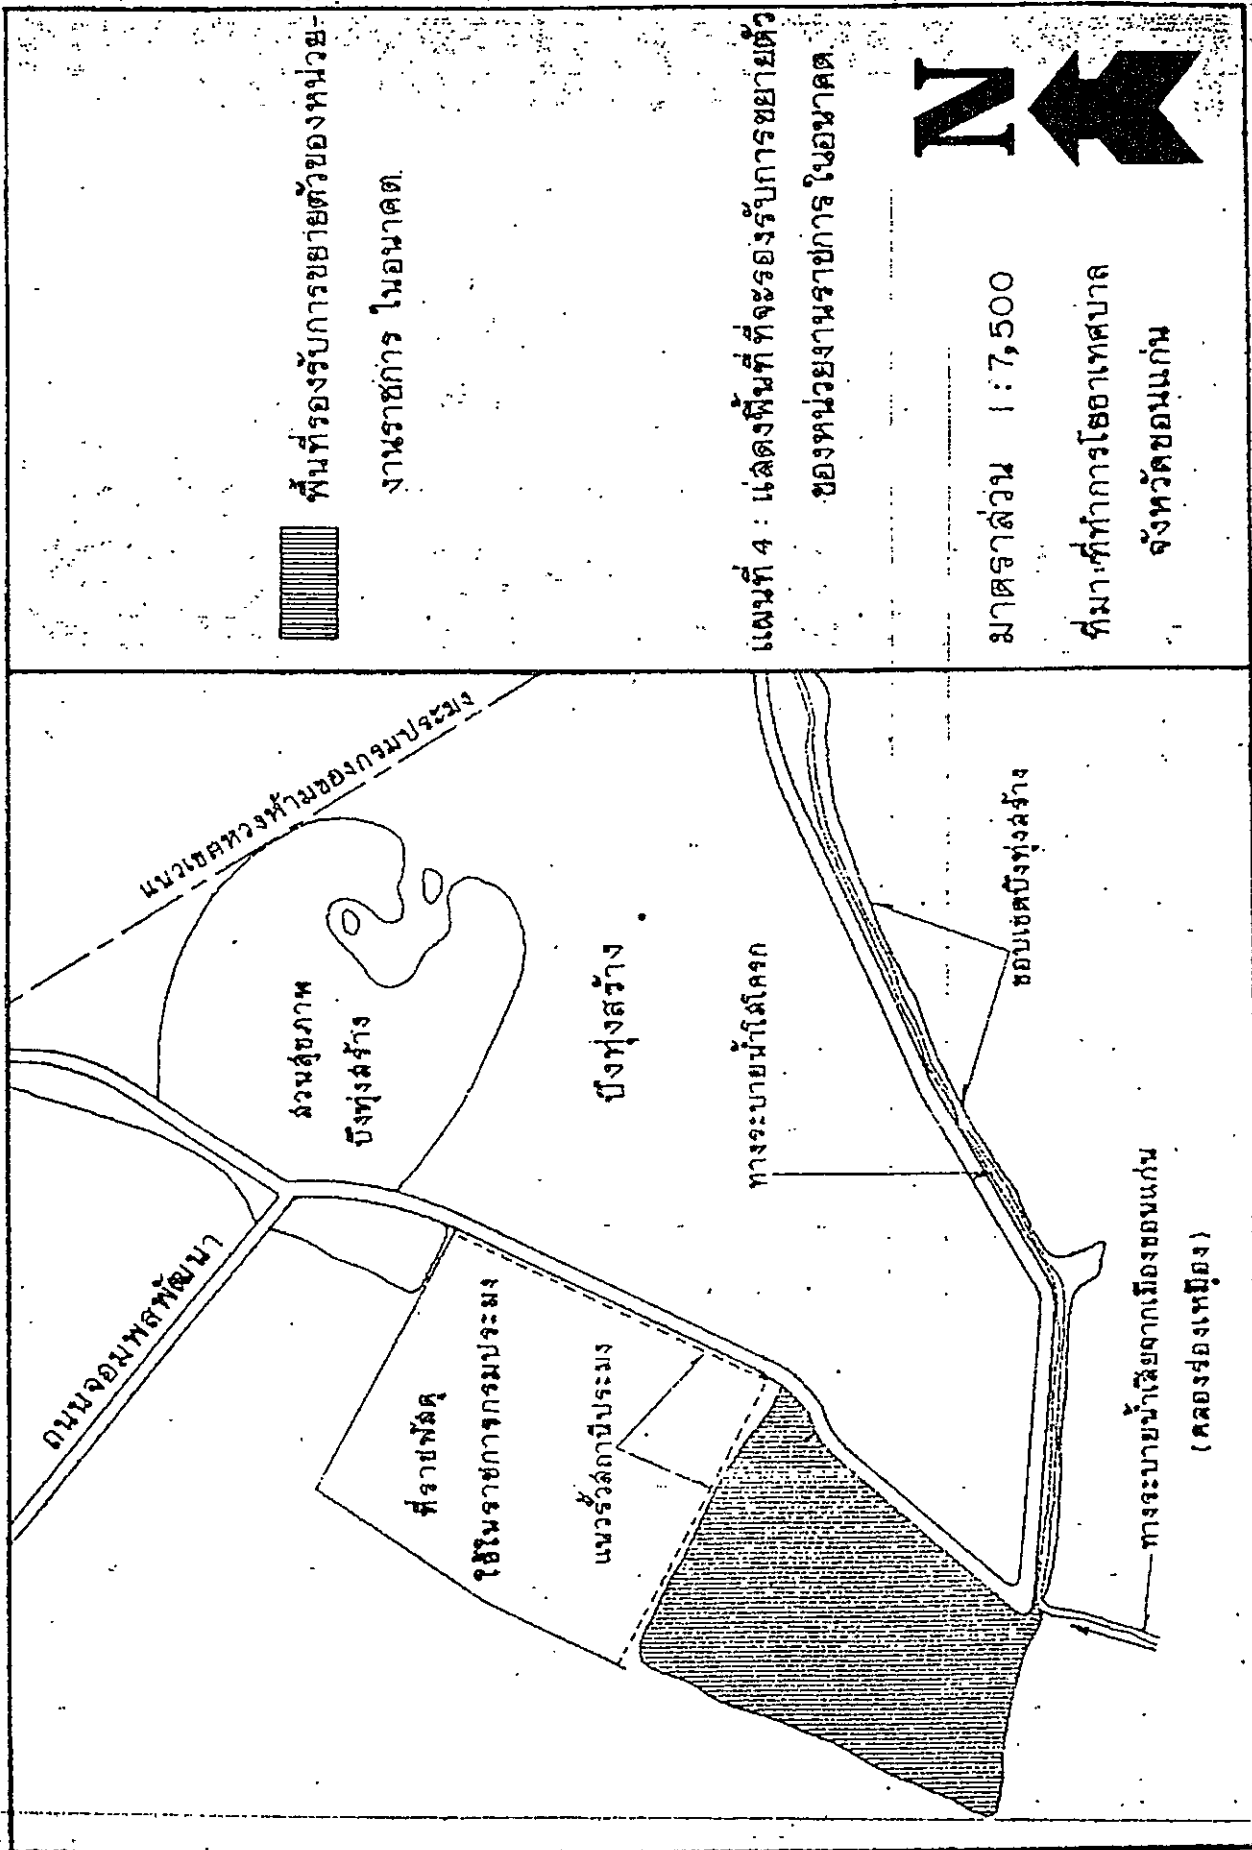 ถนนจอมพลพัฒนา
แนวเขตหวงห้ามของกรมประมง
สวนสุขภาพ
บึงทุ่งสร้าง
ที่ราชพัสดุ
ใช้ในราชการกรมประมง
แนวรั้วสถานีประมง
บึงทุ่งสร้าง
ทางระบายน้ำโสโครก
ขอบเขตบึงทุ่งสร้าง
ทางระบายน้ำเสียจากเมืองขอนแก่น
(คลองร่องเหมือง)
พื้นที่รองรับการขยายตัวของหน่วย-
งานราชการ ในอนาคต.
แผนที่ 4 : แสดงพื้นที่ที่จะรองรับการขยายตัว
ของหน่วยงานราชการ ในอนาคต
N
มาตราส่วน 1:7,500
ที่มา:ที่ทำการโยธาเทศบาล
จังหวัดขอนแก่น